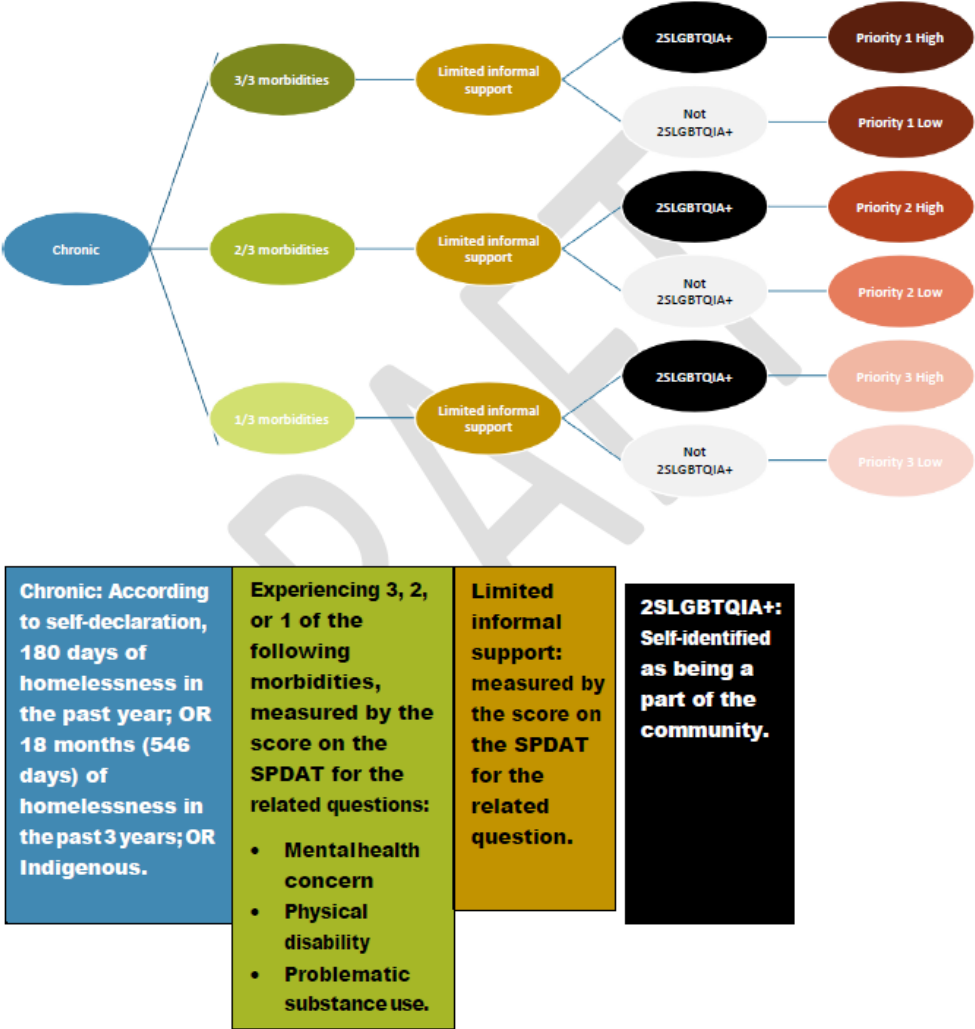 2SLGBTQIA+
Priority 1 High
3/3 morbidities
Limited informal
support
Not
2SLGBTQIA+
Priority 1 Low
Chronic
2/3 morbidities
Limited informal
support
2SLGBTQIA+
Priority 2 High
Not
2SLGBTQIA+
Priority 2 Low
1/3 morbidities
Limited informal
support
2SLGBTQIA+
Priority 3 High
Not
2SLGBTQIA+
Priority 3 Low
DRAFT
Chronic: According
to self-declaration,
180 days of
homelessness in
the past year; OR
18 months (546
days) of
homelessness in
the past 3 years; OR
Indigenous.
Experiencing 3, 2,
or 1 of the
following
morbidities,
measured by the
score on the
SPDAT for the
related questions:
• Mental health
concern
• Physical
disability
• Problematic
substance use.
Limited
informal
support:
measured by
the score on
the SPDAT
for the
related
question.
2SLGBTQIA+:
Self-identified
as being a
part of the
community.